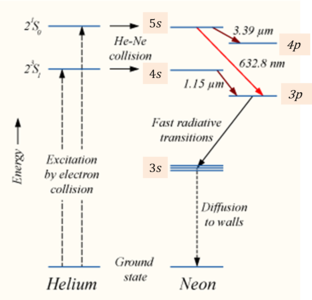 2¹S₀
5s
3.39 µm
4p
He-Ne
collision
632.8 nm
2³S₁
4s
1.15 µm
3p
Fast radiative
transitions
Energy
3s
Excitation
by electron
collision
Diffusion
to walls
Ground
state
Helium
Neon